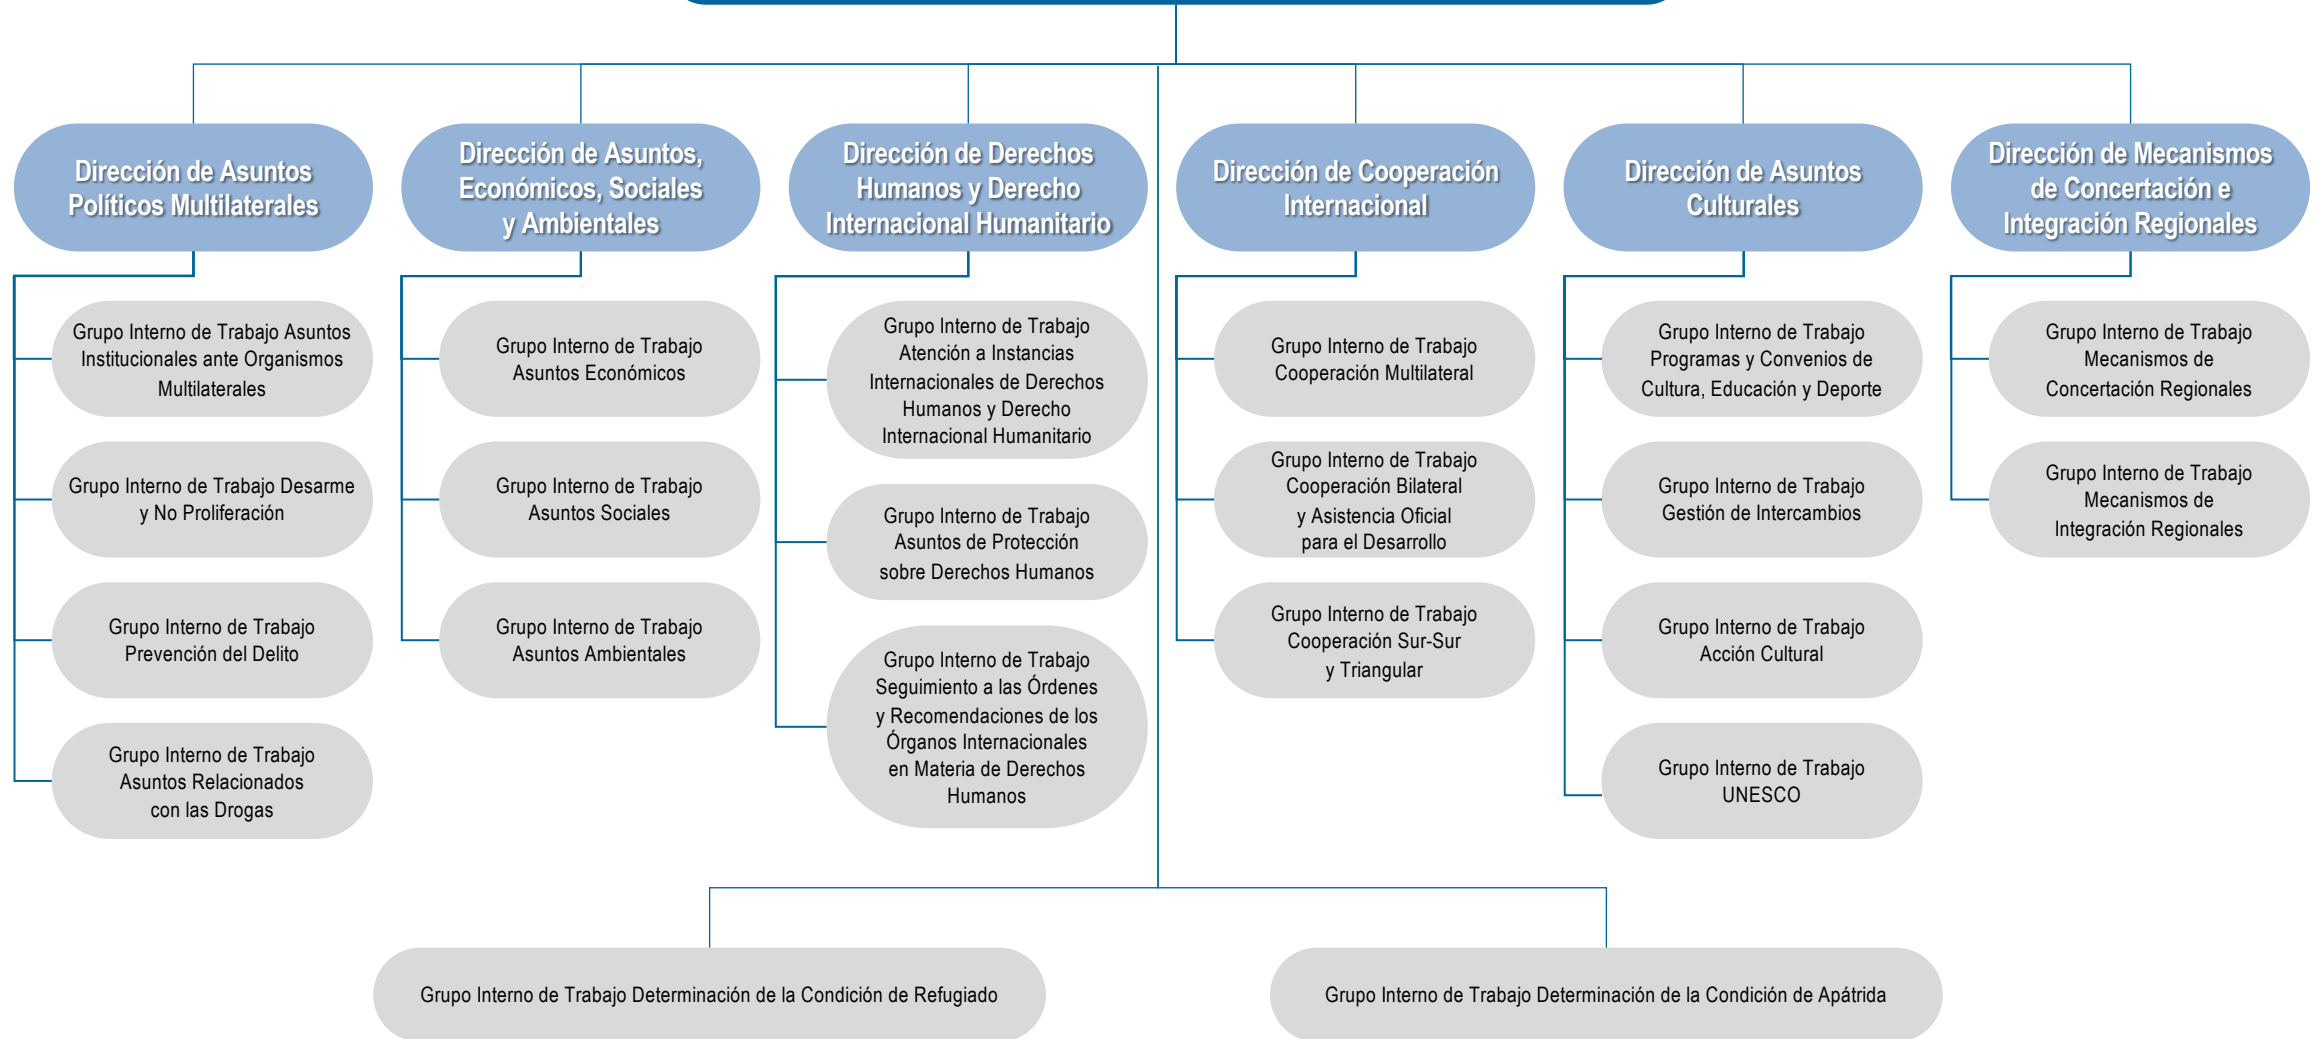 Dirección de Asuntos
Políticos Multilaterales
Dirección de Asuntos,
Económicos, Sociales
y Ambientales
Dirección de Derechos
Humanos y Derecho
Internacional Humanitario
Dirección de Cooperación
Internacional
Dirección de Asuntos
Culturales
Dirección de Mecanismos
de Concertación e
Integración Regionales
Grupo Interno de Trabajo Asuntos
Institucionales ante Organismos
Multilaterales
Grupo Interno de Trabajo Desarme
y No Proliferación
Grupo Interno de Trabajo
Prevención del Delito
Grupo Interno de Trabajo
Asuntos Relacionados
con las Drogas
Grupo Interno de Trabajo
Asuntos Económicos
Grupo Interno de Trabajo
Asuntos Sociales
Grupo Interno de Trabajo
Asuntos Ambientales
Grupo Interno de Trabajo
Atención a Instancias
Internacionales de Derechos
Humanos y Derecho
Internacional Humanitario
Grupo Interno de Trabajo
Asuntos de Protección
sobre Derechos Humanos
Grupo Interno de Trabajo
Seguimiento a las Órdenes
y Recomendaciones de los
Órganos Internacionales
en Materia de Derechos
Humanos
Grupo Interno de Trabajo
Cooperación Multilateral
Grupo Interno de Trabajo
Cooperación Bilateral
y Asistencia Oficial
para el Desarrollo
Grupo Interno de Trabajo
Cooperación Sur-Sur
y Triangular
Grupo Interno de Trabajo
Programas y Convenios de
Cultura, Educación y Deporte
Grupo Interno de Trabajo
Gestión de Intercambios
Grupo Interno de Trabajo
Acción Cultural
Grupo Interno de Trabajo
UNESCO
Grupo Interno de Trabajo
Mecanismos de
Concertación Regionales
Grupo Interno de Trabajo
Mecanismos de
Integración Regionales
Grupo Interno de Trabajo Determinación de la Condición de Refugiado
Grupo Interno de Trabajo Determinación de la Condición de Apátrida